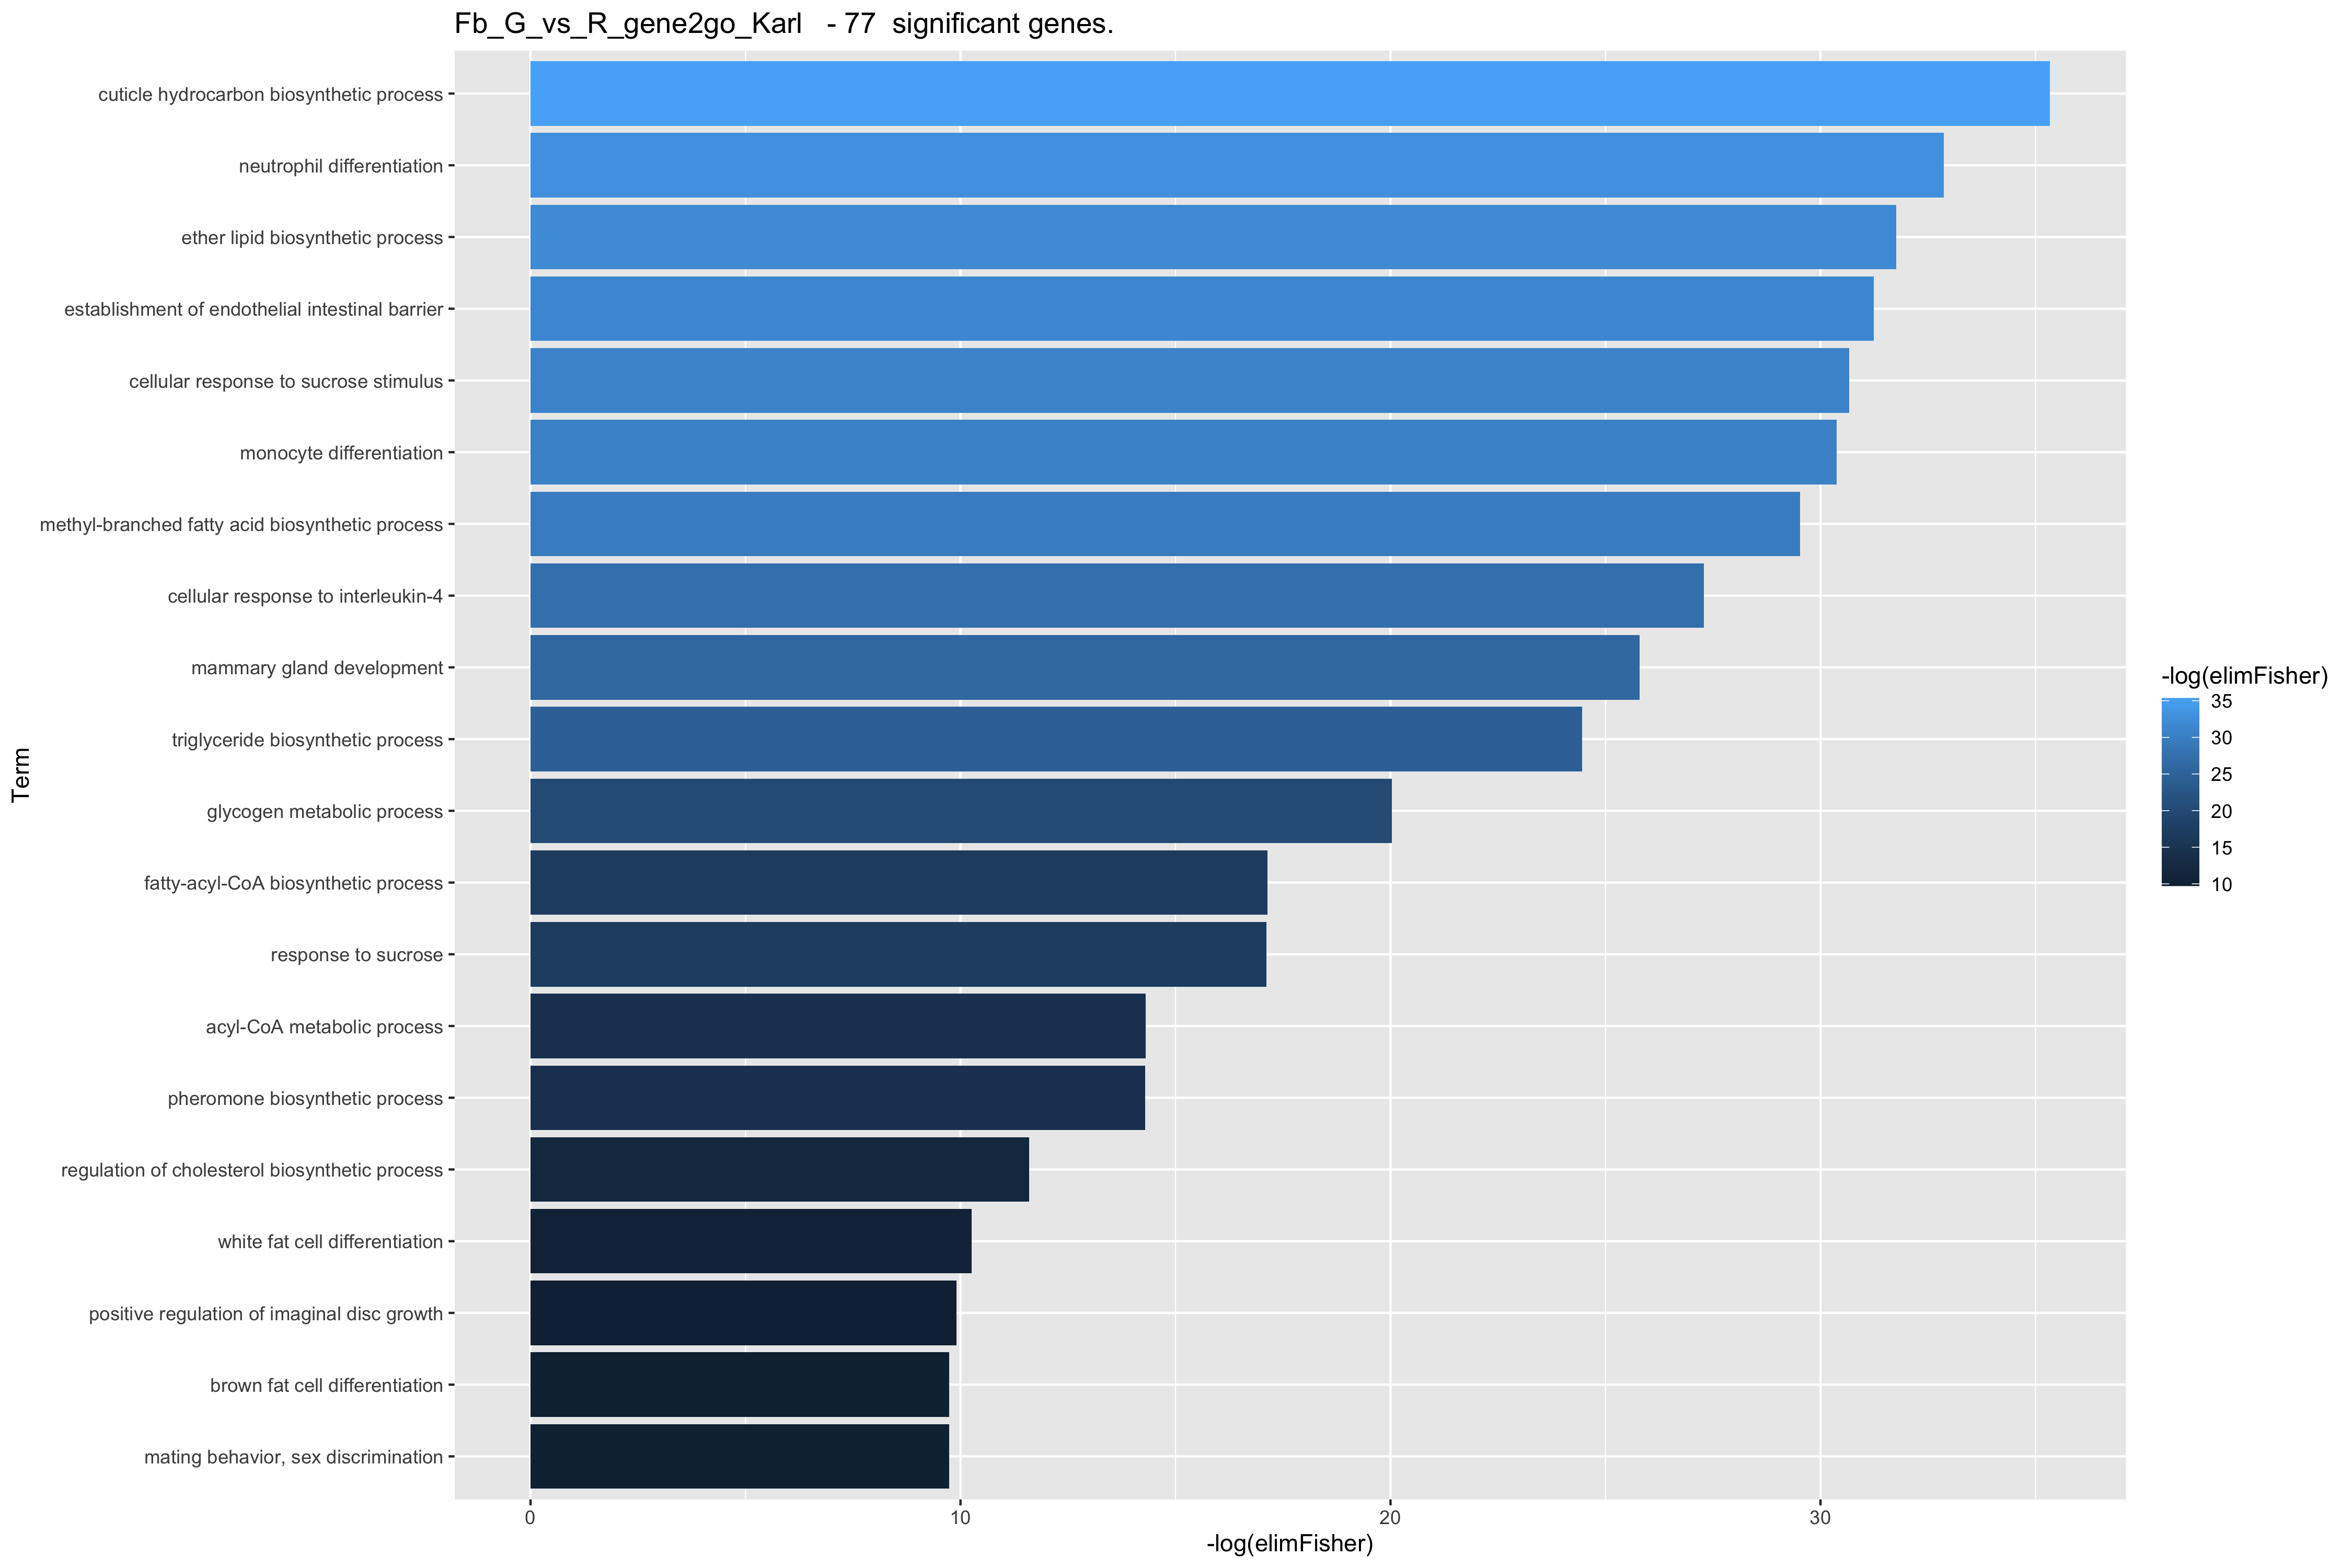 Fb_G_vs_R_gene2go_Karl   - 77  significant genes.
cuticle hydrocarbon biosynthetic process
neutrophil differentiation
ether lipid biosynthetic process
establishment of endothelial intestinal barrier
cellular response to sucrose stimulus
monocyte differentiation
methyl-branched fatty acid biosynthetic process
cellular response to interleukin-4
mammary gland development
triglyceride biosynthetic process
glycogen metabolic process
fatty-acyl-CoA biosynthetic process
response to sucrose
acyl-CoA metabolic process
pheromone biosynthetic process
regulation of cholesterol biosynthetic process
white fat cell differentiation
positive regulation of imaginal disc growth
brown fat cell differentiation
mating behavior, sex discrimination
Term
0 10 20 30
-log(elimFisher)
-log(elimFisher)
35
30
25
20
15
10